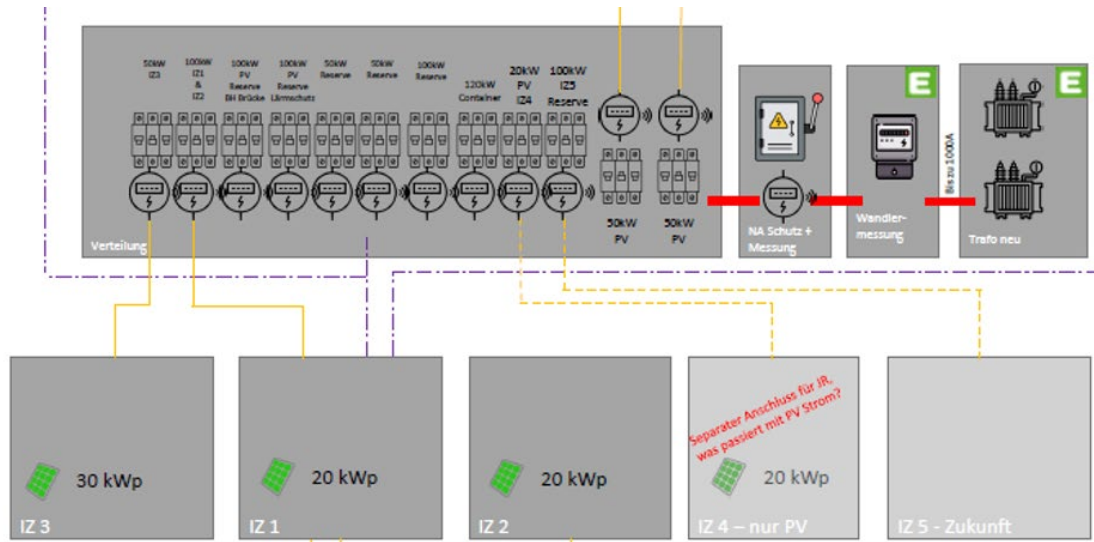 50kW
IZ3
100kW
IZ1
&
IZ2
100kW
PV
Reserve
BH Brücke
100kW
PV
Reserve
Lärmschutz
50kW
Reserve
50kW
Reserve
100kW
Reserve
120kW
Container
20kW
PV
IZ4
100kW
IZ5
Reserve
50kW
PV
50kW
PV
Verteilung
NA Schutz +
Messung
E
Wandler-
messung
Bis zu 1000A
E
Trafo neu
30 kWp
IZ 3
20 kWp
IZ 1
20 kWp
IZ 2
Separater Anschluss für JR,
was passiert mit PV Strom?
20 kWp
IZ 4 – nur PV
IZ 5 - Zukunft